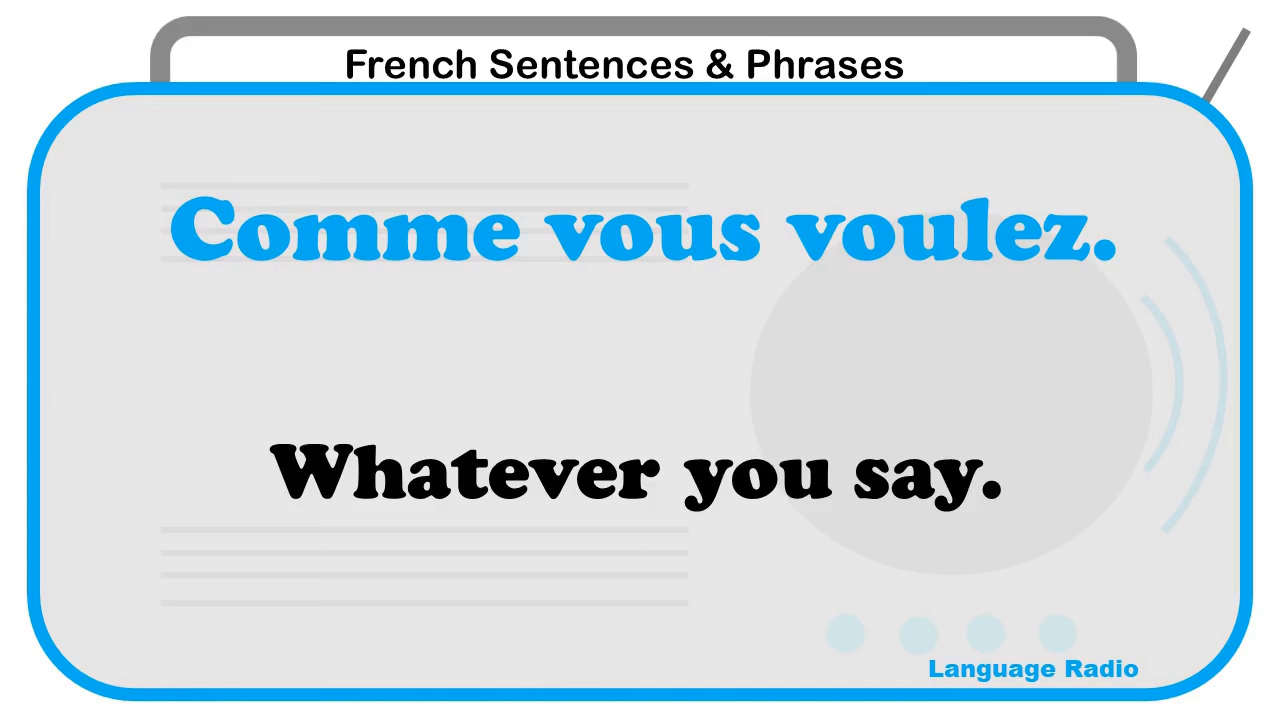 French Sentences & Phrases
Comme vous voulez.
Whatever you say.
Language Radio